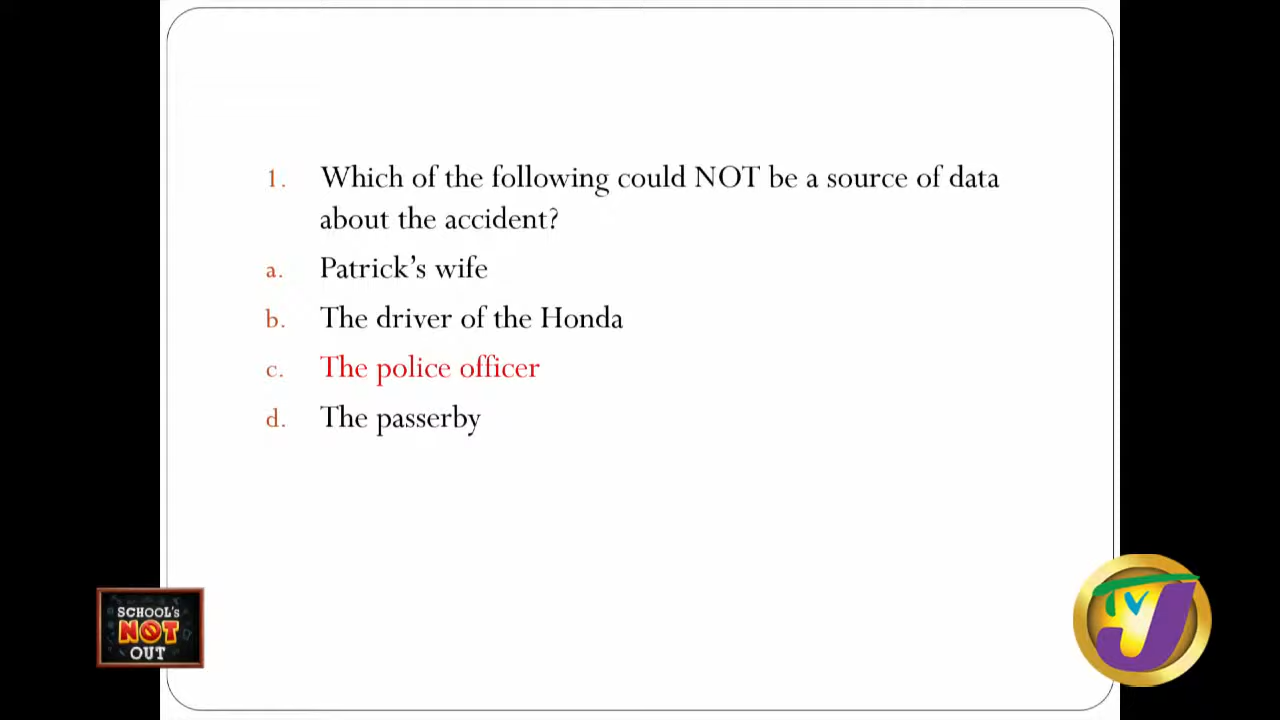 1. Which of the following could NOT be a source of data
about the accident?
a. Patrick's wife
b. The driver of the Honda
c. The police officer
d. The passerby
SCHOOL's
NOT
OUT
TVJ